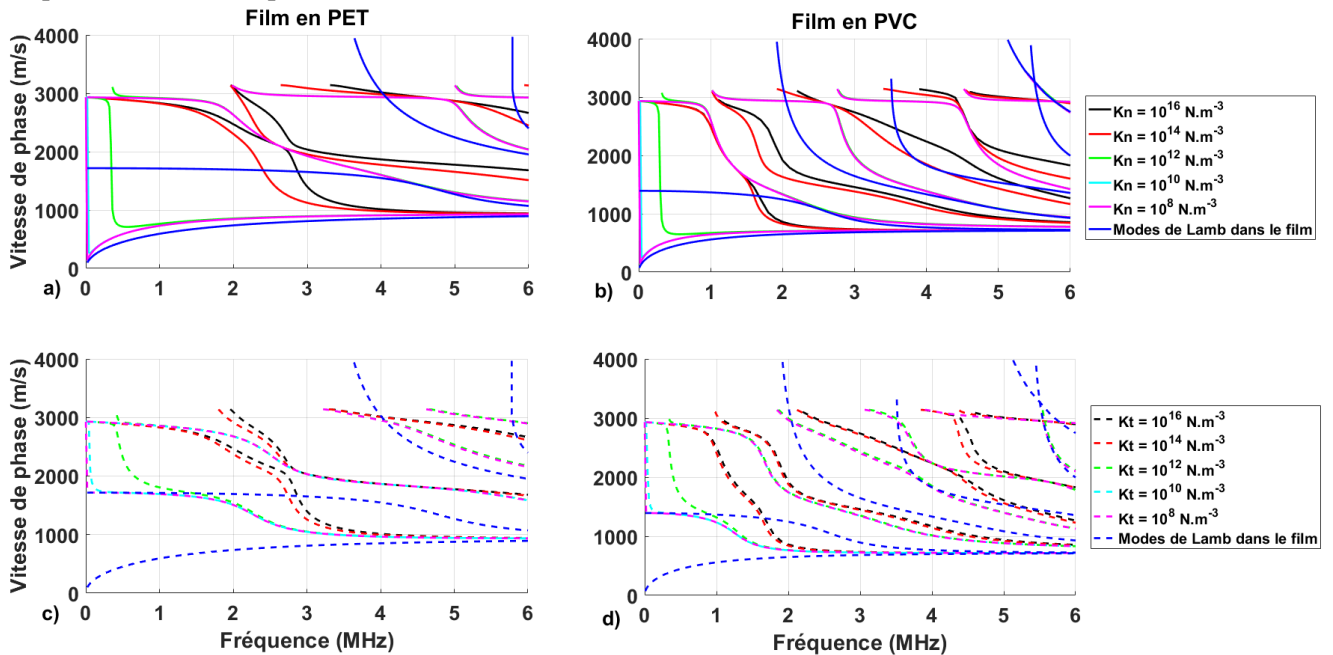 Film en PET
Film en PVC
Vitesse de phase (m/s)
4000
3000
2000
1000
0
0 1 2 3 4 5 6
a)
4000
3000
2000
1000
0
0 1 2 3 4 5 6
b)
Kn = 10¹⁶ N.m⁻³
Kn = 10¹⁴ N.m⁻³
Kn = 10¹² N.m⁻³
Kn = 10¹⁰ N.m⁻³
Kn = 10⁸ N.m⁻³
Modes de Lamb dans le film
Vitesse de phase (m/s)
4000
3000
2000
1000
0
0 1 2 3 4 5 6
c)
Fréquence (MHz)
4000
3000
2000
1000
0
0 1 2 3 4 5 6
d)
Fréquence (MHz)
Kt = 10¹⁶ N.m⁻³
Kt = 10¹⁴ N.m⁻³
Kt = 10¹² N.m⁻³
Kt = 10¹⁰ N.m⁻³
Kt = 10⁸ N.m⁻³
Modes de Lamb dans le film